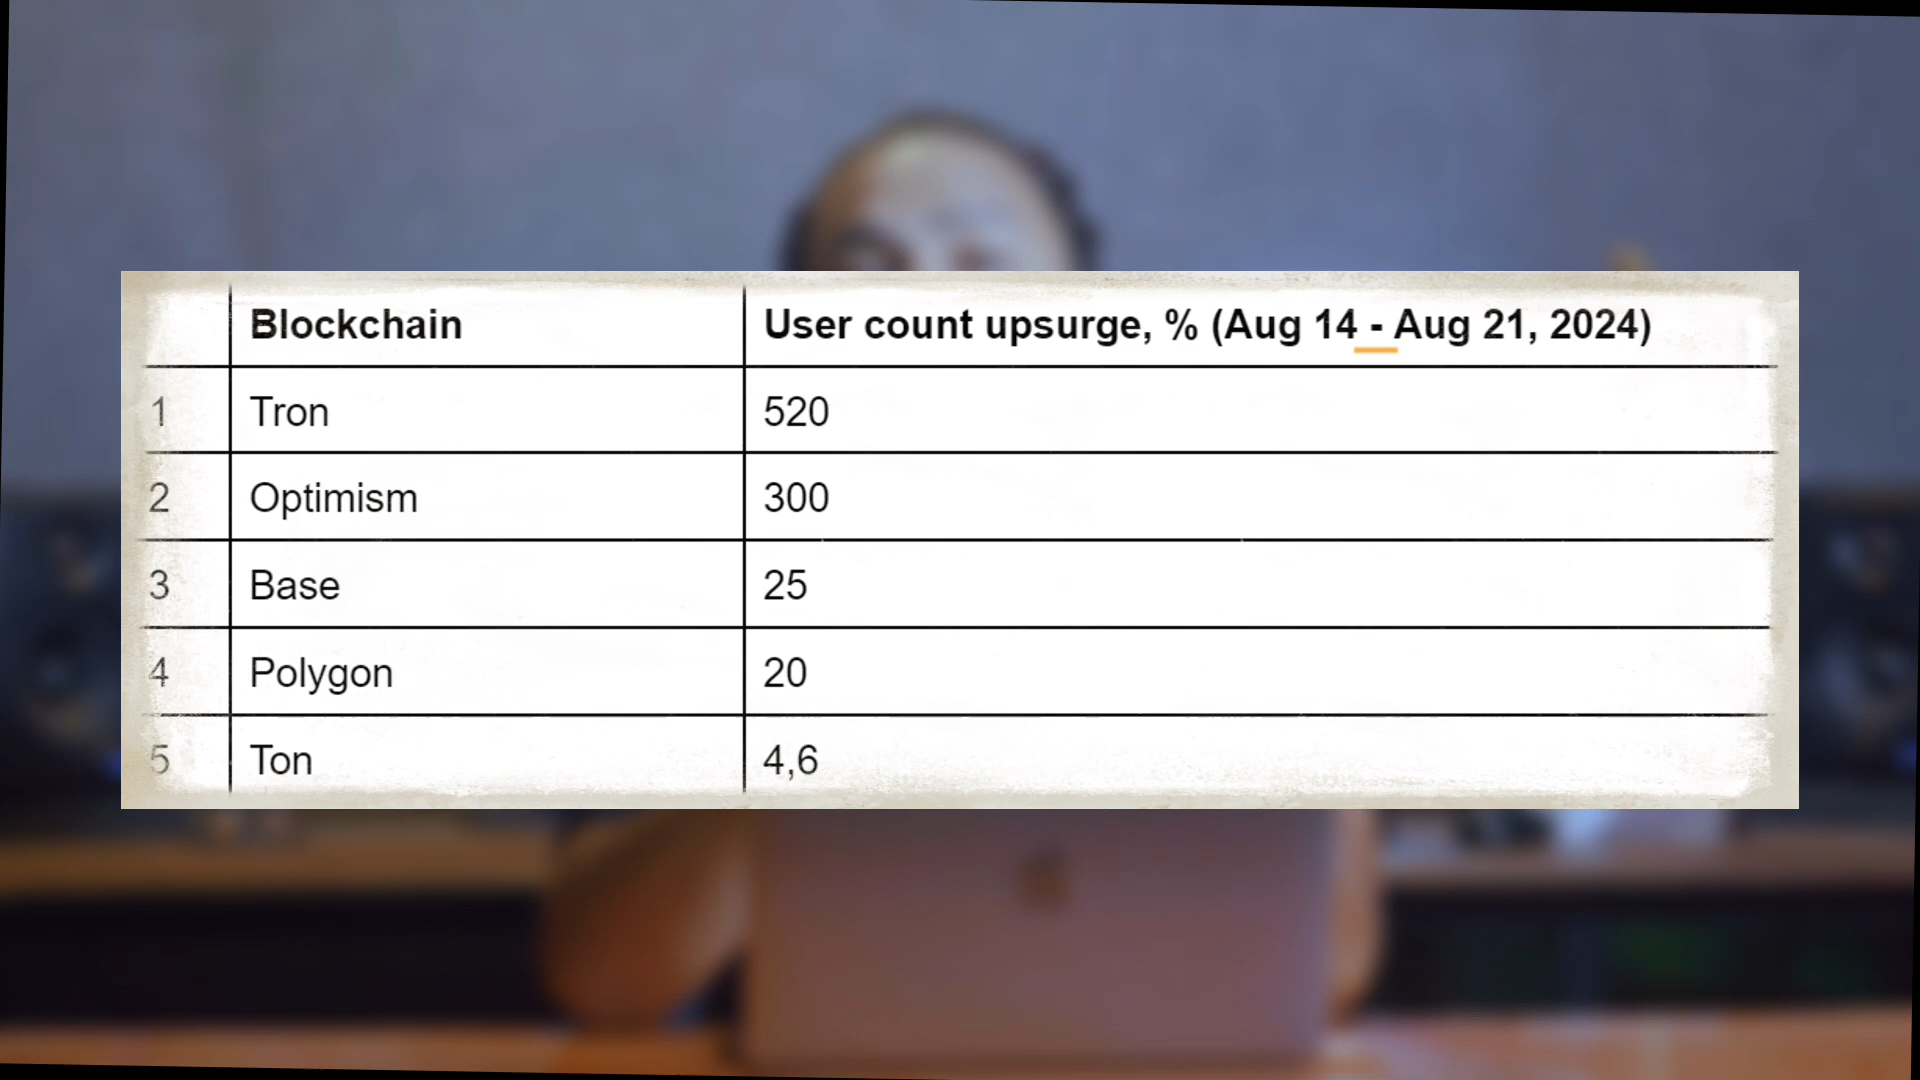 Blockchain User count upsurge, % (Aug 14 - Aug 21, 2024)
1 Tron 520
2 Optimism 300
3 Base 25
4 Polygon 20
5 Ton 4,6